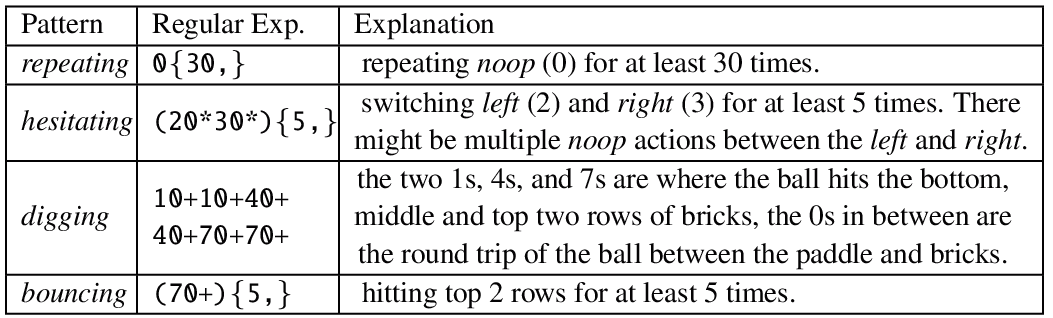 Pattern Regular Exp. Explanation
repeating 0{30,} repeating noop (0) for at least 30 times.
hesitating (20*30*){5,} switching left (2) and right (3) for at least 5 times. There
might be multiple noop actions between the left and right.
digging 10+10+40+
40+70+70+
the two 1s, 4s, and 7s are where the ball hits the bottom,
middle and top two rows of bricks, the 0s in between are
the round trip of the ball between the paddle and bricks.
bouncing (70+){5,} hitting top 2 rows for at least 5 times.